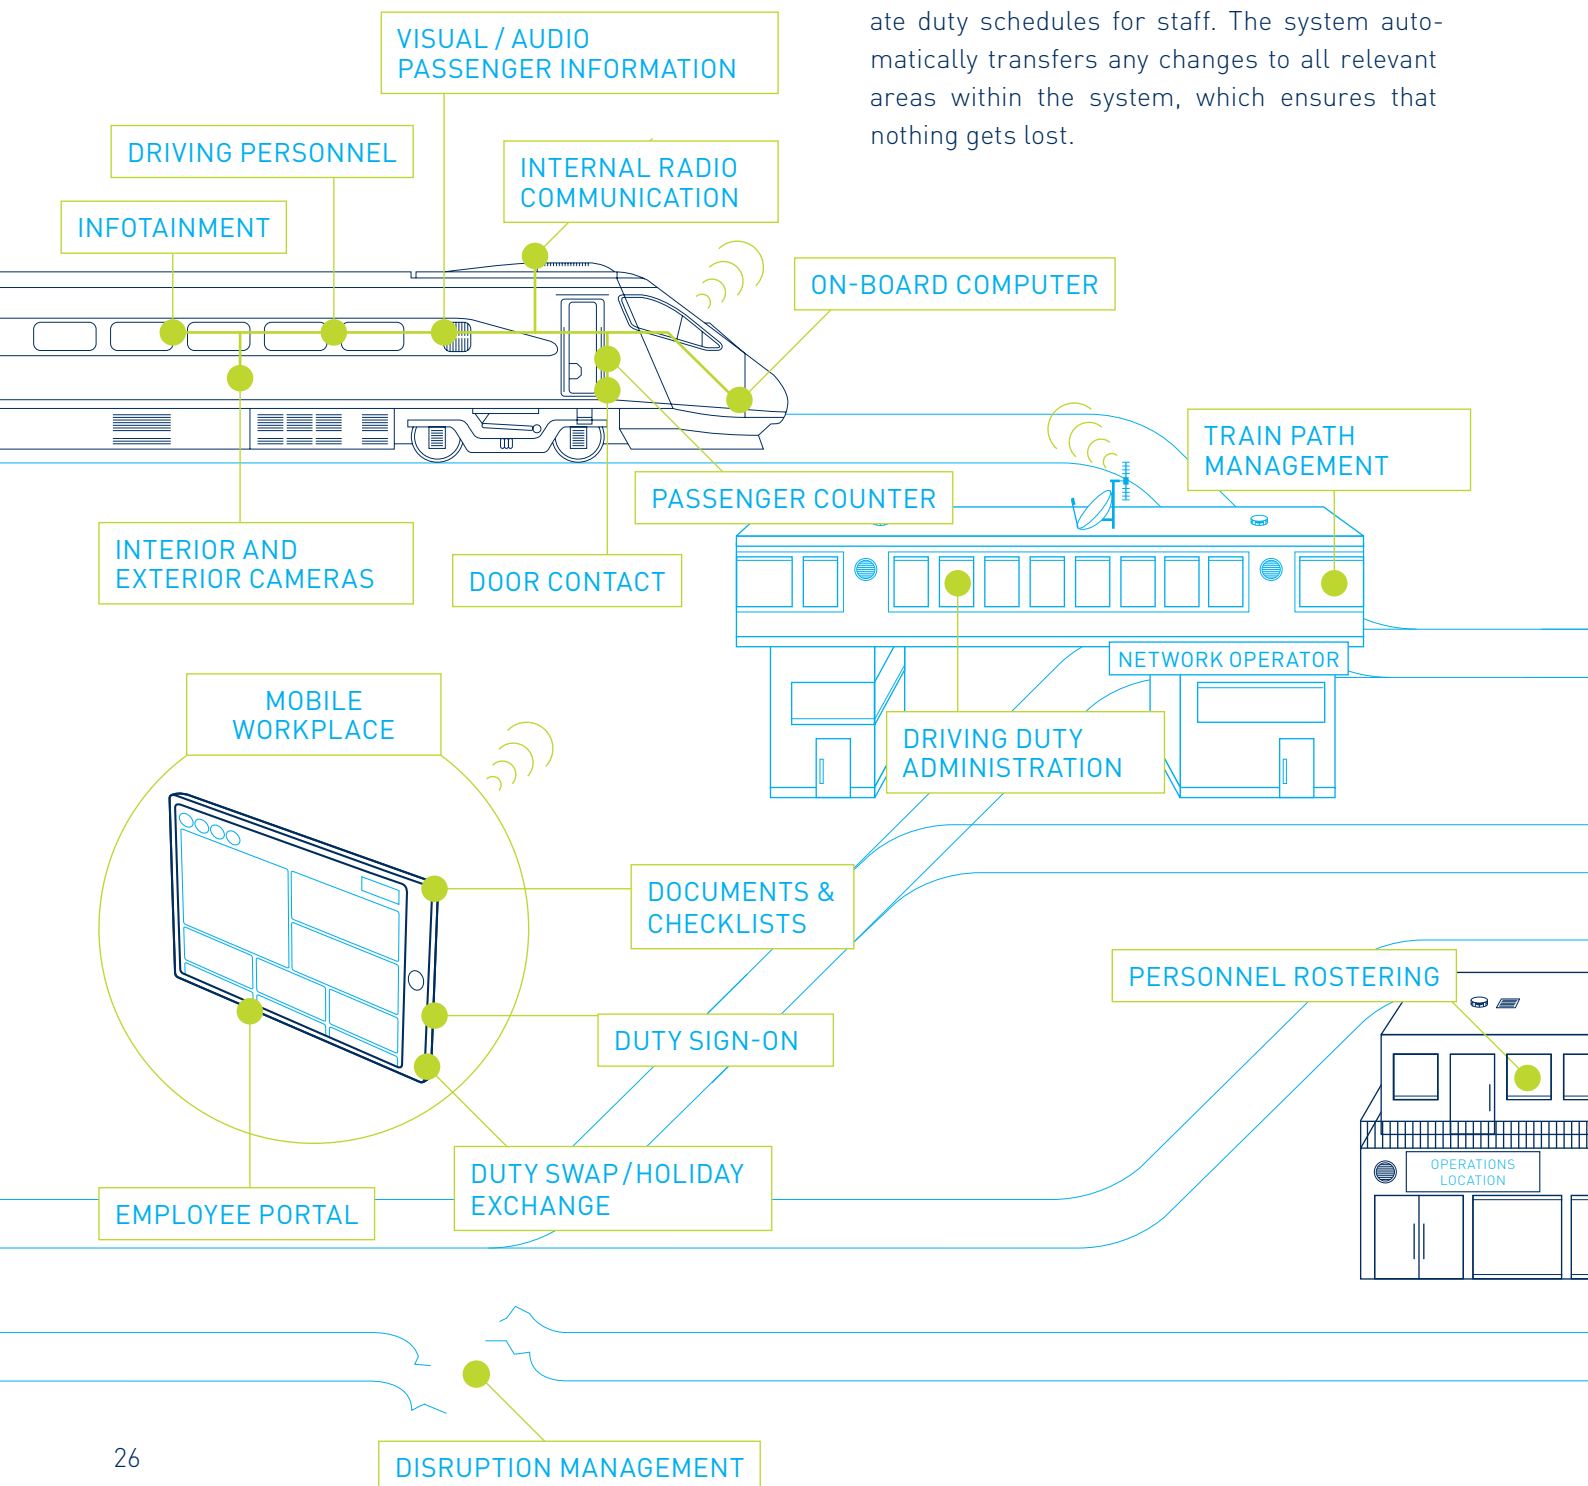 ate duty schedules for staff. The system auto-
matically transfers any changes to all relevant
areas within the system, which ensures that
nothing gets lost.
VISUAL / AUDIO
PASSENGER INFORMATION
DRIVING PERSONNEL
INTERNAL RADIO
COMMUNICATION
INFOTAINMENT
ON-BOARD COMPUTER
TRAIN PATH
MANAGEMENT
PASSENGER COUNTER
INTERIOR AND
EXTERIOR CAMERAS
DOOR CONTACT
NETWORK OPERATOR
MOBILE
WORKPLACE
DRIVING DUTY
ADMINISTRATION
DOCUMENTS &
CHECKLISTS
PERSONNEL ROSTERING
DUTY SIGN-ON
OPERATIONS
LOCATION
DUTY SWAP / HOLIDAY
EXCHANGE
EMPLOYEE PORTAL
DISRUPTION MANAGEMENT
26